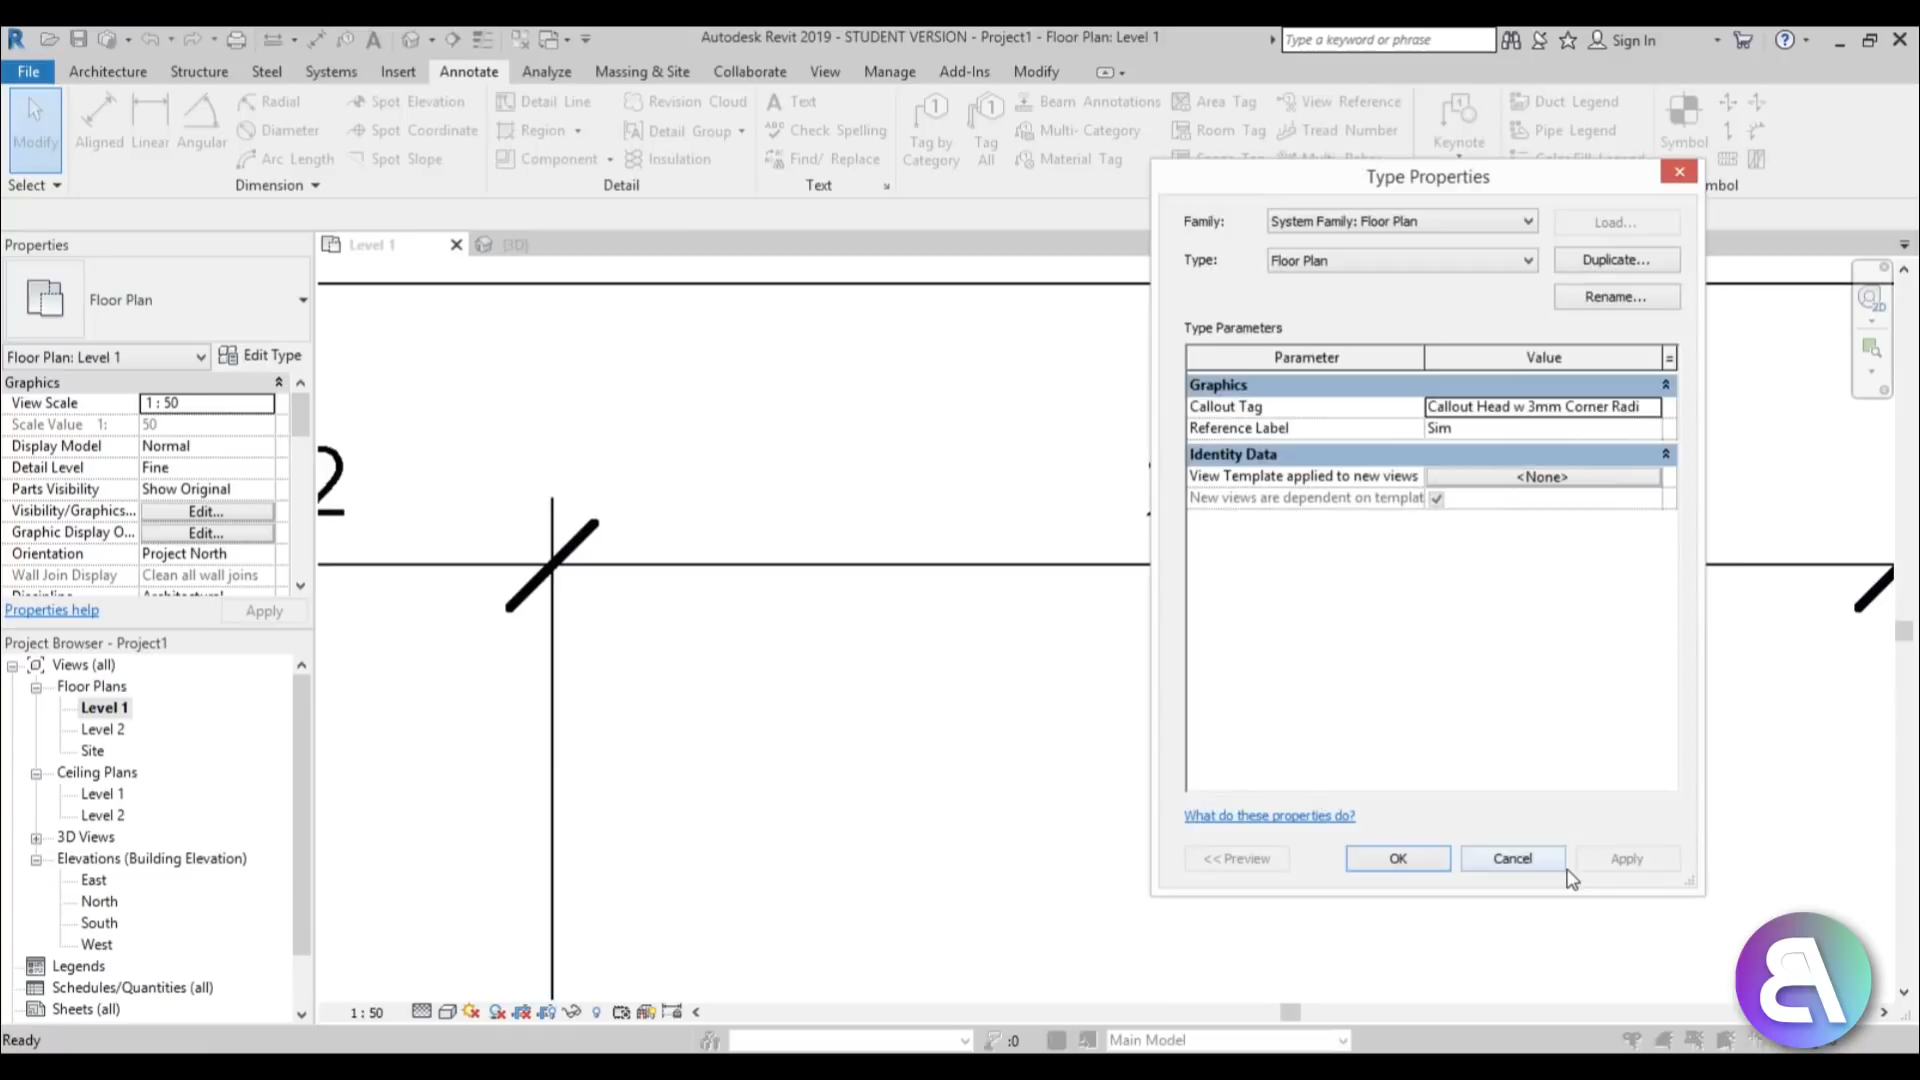 Autodesk Revit 2019 - STUDENT VERSION - Project1 - Floor Plan: Level 1
Type a keyword or phrase
Sign In
File Architecture Structure Steel Systems Insert Annotate Analyze Massing & Site Collaborate View Manage Add-Ins Modify
Modify
Aligned Linear Angular
Radial
Diameter
Arc Length
Spot Elevation
Spot Coordinate
Spot Slope
Detail Line
Region
Component
Revision Cloud
Detail Group
Insulation
Text
Check Spelling
Find/ Replace
Tag by Category
Tag All
Beam Annotations
Multi- Category
Material Tag
Area Tag
Room Tag
View Reference
Tread Number
Keynote
Duct Legend
Pipe Legend
Symbol
Select Dimension Detail Text
Properties
Floor Plan
Floor Plan: Level 1 Edit Type
Graphics
View Scale 1 : 50
Scale Value 1: 50
Display Model Normal
Detail Level Fine
Parts Visibility Show Original
Visibility/Graphics... Edit...
Graphic Display O... Edit...
Orientation Project North
Wall Join Display Clean all wall joins
Discipline Architectural
Properties help Apply
Project Browser - Project1
Views (all)
Floor Plans
Level 1
Level 2
Site
Ceiling Plans
Level 1
Level 2
3D Views
Elevations (Building Elevation)
East
North
South
West
Legends
Schedules/Quantities (all)
Sheets (all)
Level 1
{3D}
2
Type Properties
Family: System Family: Floor Plan Load...
Type: Floor Plan Duplicate...
Rename...
Type Parameters
Parameter Value =
Graphics
Callout Tag Callout Head w 3mm Corner Radi
Reference Label Sim
Identity Data
View Template applied to new views <None>
New views are dependent on templat
What do these properties do?
<< Preview OK Cancel Apply
2D
1 : 50
Ready
:0
Main Model